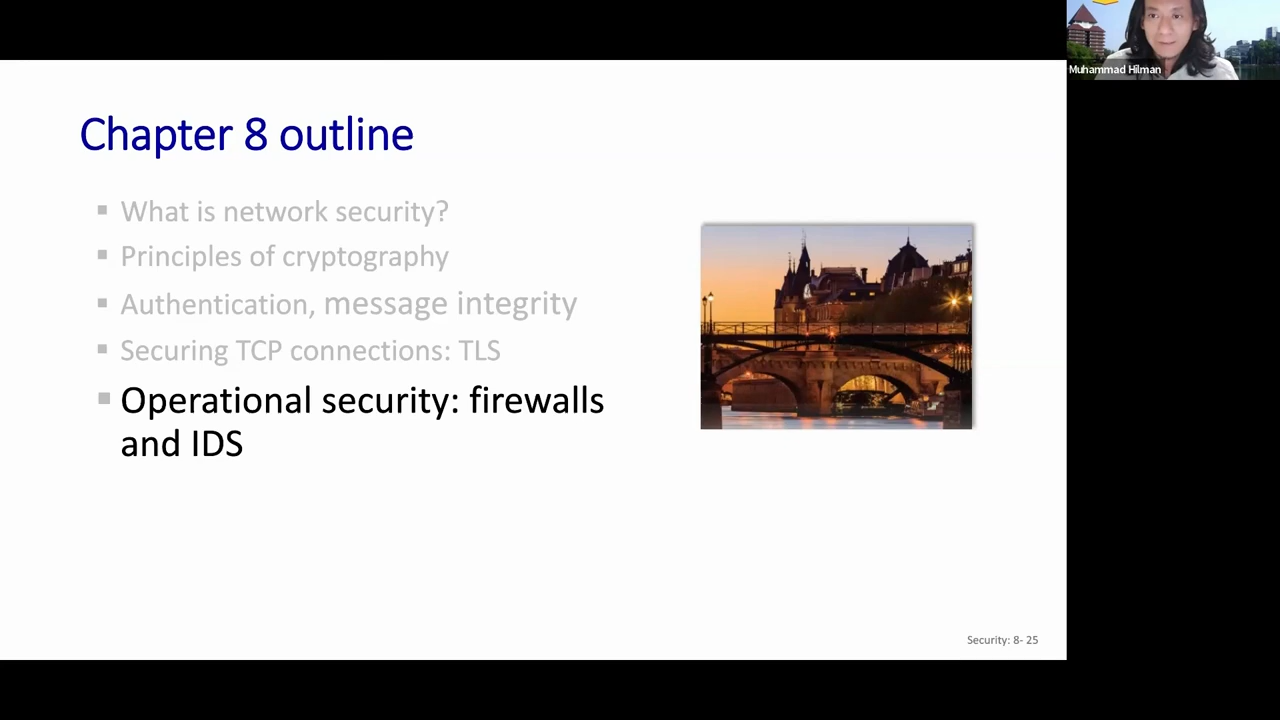 Muhammad Hilman
Chapter 8 outline
What is network security?
Principles of cryptography
Authentication, message integrity
Securing TCP connections: TLS
Operational security: firewalls
and IDS
Security: 8- 25